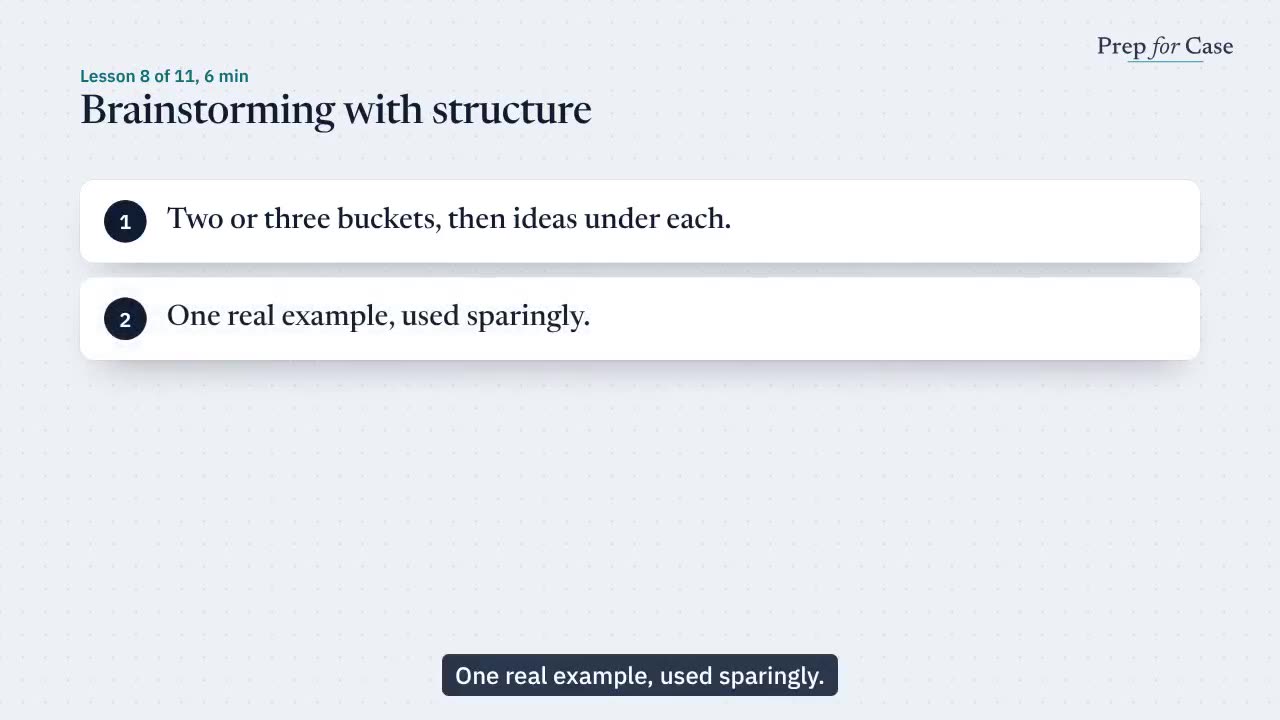 Prep for Case
Lesson 8 of 11, 6 min
Brainstorming with structure
1 Two or three buckets, then ideas under each.
2 One real example, used sparingly.
One real example, used sparingly.